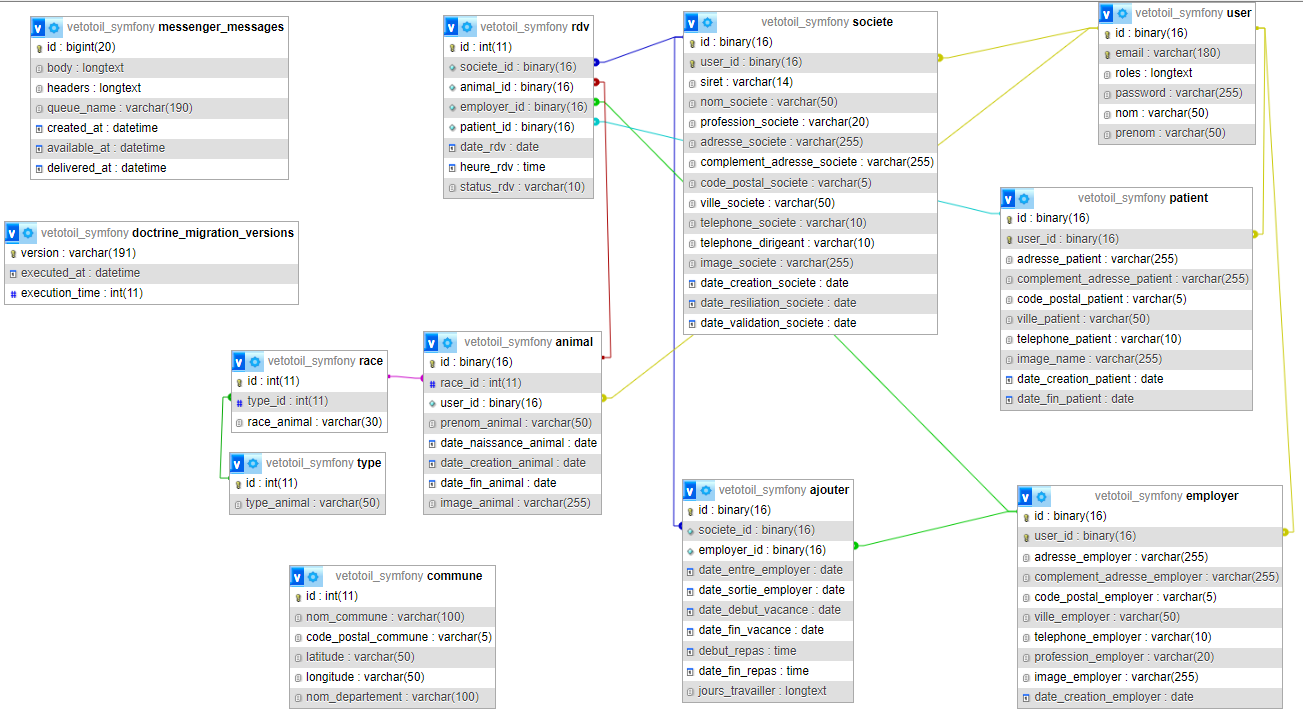 vetotoil_symfony messenger_messages
id : bigint(20)
body : longtext
headers : longtext
queue_name : varchar(190)
created_at : datetime
available_at : datetime
delivered_at : datetime
vetotoil_symfony rdv
id : int(11)
societe_id : binary(16)
animal_id : binary(16)
employer_id : binary(16)
patient_id : binary(16)
date_rdv : date
heure_rdv : time
status_rdv : varchar(10)
vetotoil_symfony societe
id : binary(16)
user_id : binary(16)
siret : varchar(14)
nom_societe : varchar(50)
profession_societe : varchar(20)
adresse_societe : varchar(255)
complement_adresse_societe : varchar(255)
code_postal_societe : varchar(5)
ville_societe : varchar(50)
telephone_societe : varchar(10)
telephone_dirigeant : varchar(10)
image_societe : varchar(255)
date_creation_societe : date
date_resiliation_societe : date
date_validation_societe : date
vetotoil_symfony user
id : binary(16)
email : varchar(180)
roles : longtext
password : varchar(255)
nom : varchar(50)
prenom : varchar(50)
vetotoil_symfony patient
id : binary(16)
user_id : binary(16)
adresse_patient : varchar(255)
complement_adresse_patient : varchar(255)
code_postal_patient : varchar(5)
ville_patient : varchar(50)
telephone_patient : varchar(10)
image_name : varchar(255)
date_creation_patient : date
date_fin_patient : date
vetotoil_symfony doctrine_migration_versions
version : varchar(191)
executed_at : datetime
execution_time : int(11)
vetotoil_symfony race
id : int(11)
type_id : int(11)
race_animal : varchar(30)
vetotoil_symfony type
id : int(11)
type_animal : varchar(50)
vetotoil_symfony animal
id : binary(16)
race_id : int(11)
user_id : binary(16)
prenom_animal : varchar(50)
date_naissance_animal : date
date_creation_animal : date
date_fin_animal : date
image_animal : varchar(255)
vetotoil_symfony commune
id : int(11)
nom_commune : varchar(100)
code_postal_commune : varchar(5)
latitude : varchar(50)
longitude : varchar(50)
nom_departement : varchar(100)
vetotoil_symfony ajouter
id : binary(16)
societe_id : binary(16)
employer_id : binary(16)
date_entre_employer : date
date_sortie_employer : date
date_debut_vacance : date
date_fin_vacance : date
debut_repas : time
date_fin_repas : time
jours_travailler : longtext
vetotoil_symfony employer
id : binary(16)
user_id : binary(16)
adresse_employer : varchar(255)
complement_adresse_employer : varchar(255)
code_postal_employer : varchar(5)
ville_employer : varchar(50)
telephone_employer : varchar(10)
profession_employer : varchar(20)
image_employer : varchar(255)
date_creation_employer : date